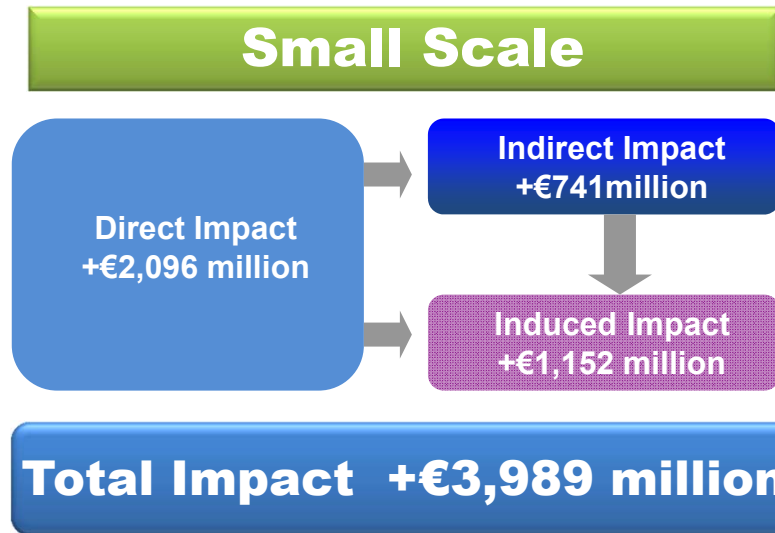 Small Scale
Direct Impact
+€2,096 million
Indirect Impact
+€741million
Induced Impact
+€1,152 million
Total Impact +€3,989 million